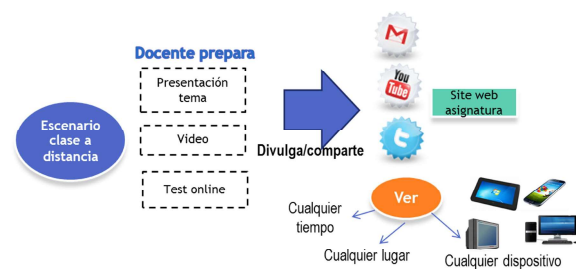 Docente prepara
Escenario
clase a
distancia
Presentación
tema
Video
Test online
Divulga/comparte
You
Tube
Site web
asignatura
Ver
Cualquier
tiempo
Cualquier lugar
Cualquier dispositivo